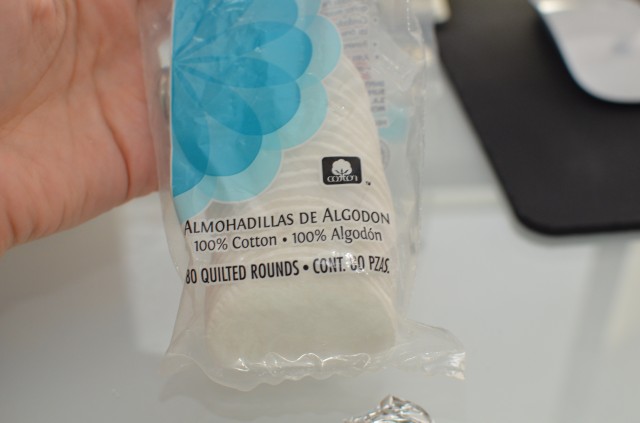 COTTON
ALMOHADILLAS DE ALGODON
100% Cotton • 100% Algodón
80 QUILTED ROUNDS • CONT. 80 PZAS.